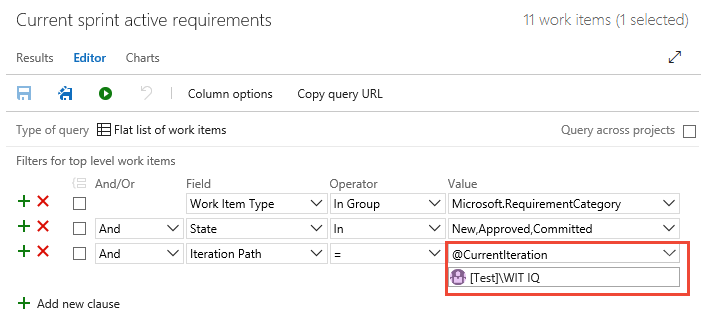 Current sprint active requirements 11 work items (1 selected)
Results Editor Charts
Column options Copy query URL
Type of query Flat list of work items Query across projects
Filters for top level work items
And/Or Field Operator Value
Work Item Type In Group Microsoft.RequirementCategory
And State In New,Approved,Committed
And Iteration Path = @CurrentIteration
[Test]\WIT IQ
Add new clause